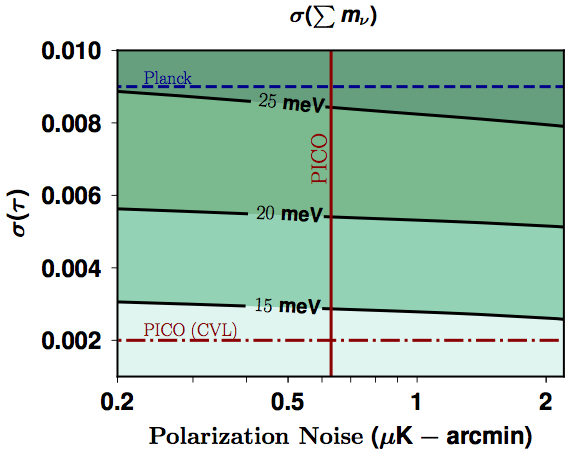 σ(∑ mν)
0.010
Planck
25 meV
0.008
PICO
0.006
20 meV
σ(τ)
0.004
15 meV
PICO (CVL)
0.002
0.2 0.5 1 2
Polarization Noise (μK − arcmin)